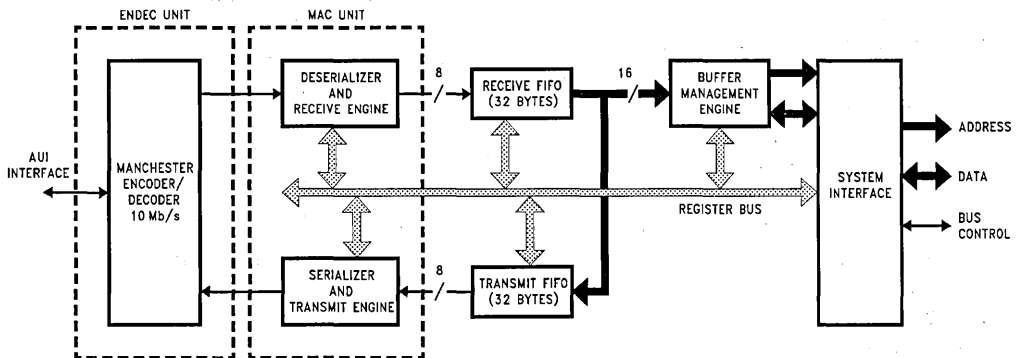 ENDEC UNIT
MAC UNIT
DESERIALIZER
AND
RECEIVE ENGINE
8
RECEIVE FIFO
(32 BYTES)
16
BUFFER
MANAGEMENT
ENGINE
AUI
INTERFACE
MANCHESTER
ENCODER/
DECODER
10 Mb/s
REGISTER BUS
SYSTEM
INTERFACE
ADDRESS
DATA
BUS
CONTROL
SERIALIZER
AND
TRANSMIT ENGINE
8
TRANSMIT FIFO
(32 BYTES)